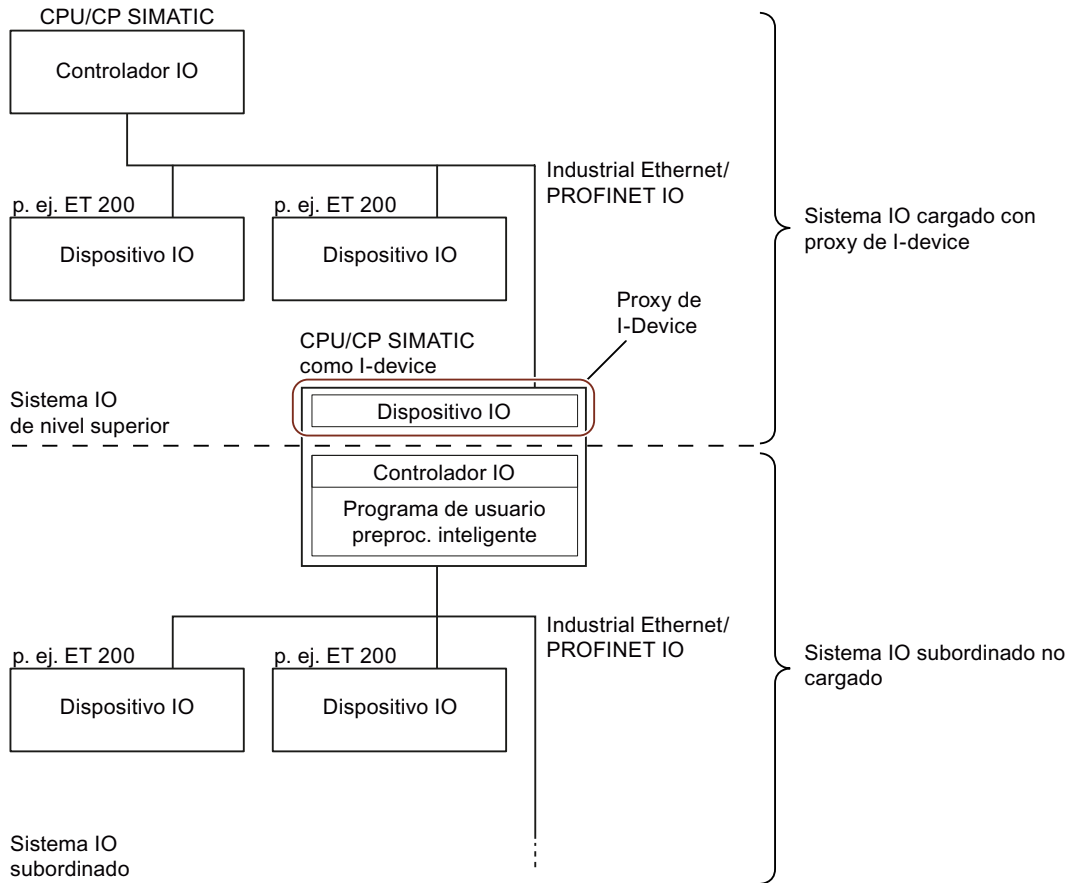 CPU/CP SIMATIC
Controlador IO
Industrial Ethernet/
PROFINET IO
p. ej. ET 200
Dispositivo IO
p. ej. ET 200
Dispositivo IO
Sistema IO cargado con
proxy de I-device
Proxy de
I-Device
CPU/CP SIMATIC
como I-device
Dispositivo IO
Sistema IO
de nivel superior
Controlador IO
Programa de usuario
preproc. inteligente
Industrial Ethernet/
PROFINET IO
p. ej. ET 200
Dispositivo IO
p. ej. ET 200
Dispositivo IO
Sistema IO subordinado no
cargado
Sistema IO
subordinado